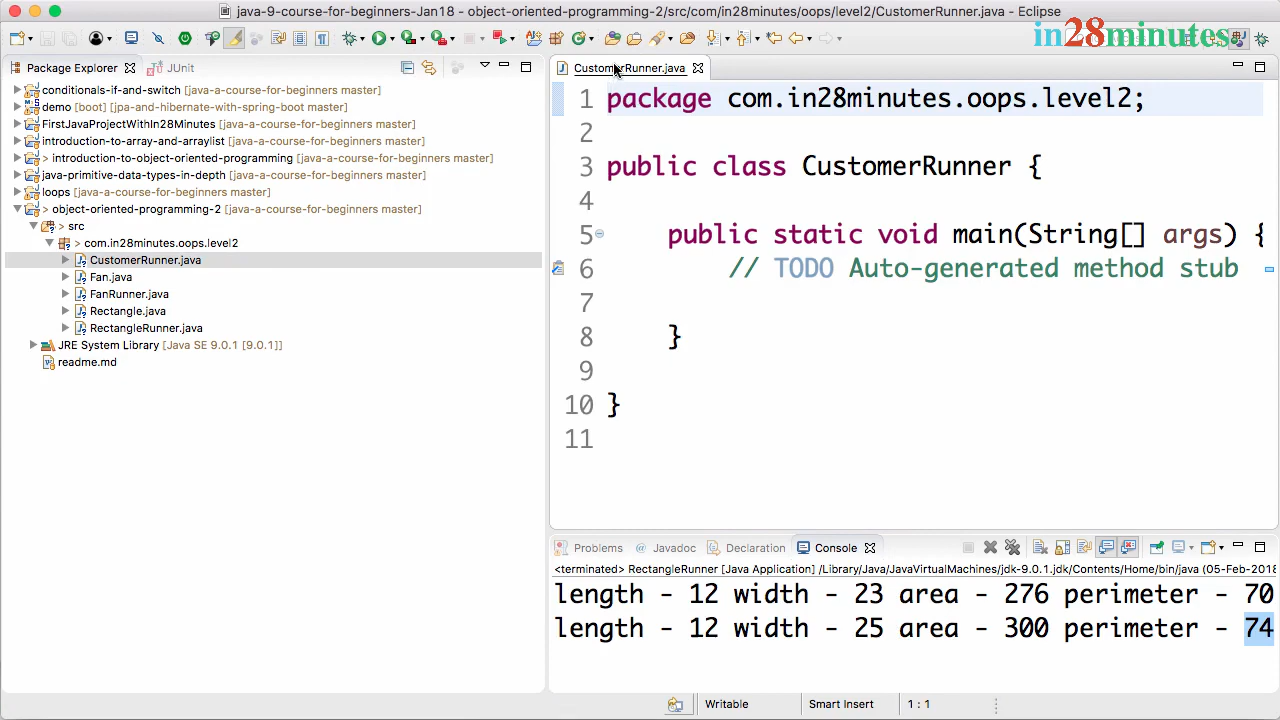 java-9-course-for-beginners-Jan18 - object-oriented-programming-2/src/com/in28minutes/oops/level2/CustomerRunner.java - Eclipse
in28minutes
Package Explorer
JUnit
conditionals-if-and-switch [java-a-course-for-beginners master]
demo [boot] [jpa-and-hibernate-with-spring-boot master]
FirstJavaProjectWithIn28Minutes [java-a-course-for-beginners master]
introduction-to-array-and-arraylist [java-a-course-for-beginners master]
> introduction-to-object-oriented-programming [java-a-course-for-beginners master]
java-primitive-data-types-in-depth [java-a-course-for-beginners master]
loops [java-a-course-for-beginners master]
> object-oriented-programming-2 [java-a-course-for-beginners master]
> src
> com.in28minutes.oops.level2
CustomerRunner.java
Fan.java
FanRunner.java
Rectangle.java
RectangleRunner.java
JRE System Library [Java SE 9.0.1 [9.0.1]]
readme.md
CustomerRunner.java
1 package com.in28minutes.oops.level2;
2
3 public class CustomerRunner {
4
5 public static void main(String[] args) {
6 // TODO Auto-generated method stub
7
8 }
9
10 }
11
Problems @ Javadoc Declaration Console
<terminated> RectangleRunner [Java Application] /Library/Java/JavaVirtualMachines/jdk-9.0.1.jdk/Contents/Home/bin/java (05-Feb-2018
length - 12 width - 23 area - 276 perimeter - 70
length - 12 width - 25 area - 300 perimeter - 74
Writable Smart Insert 1 : 1